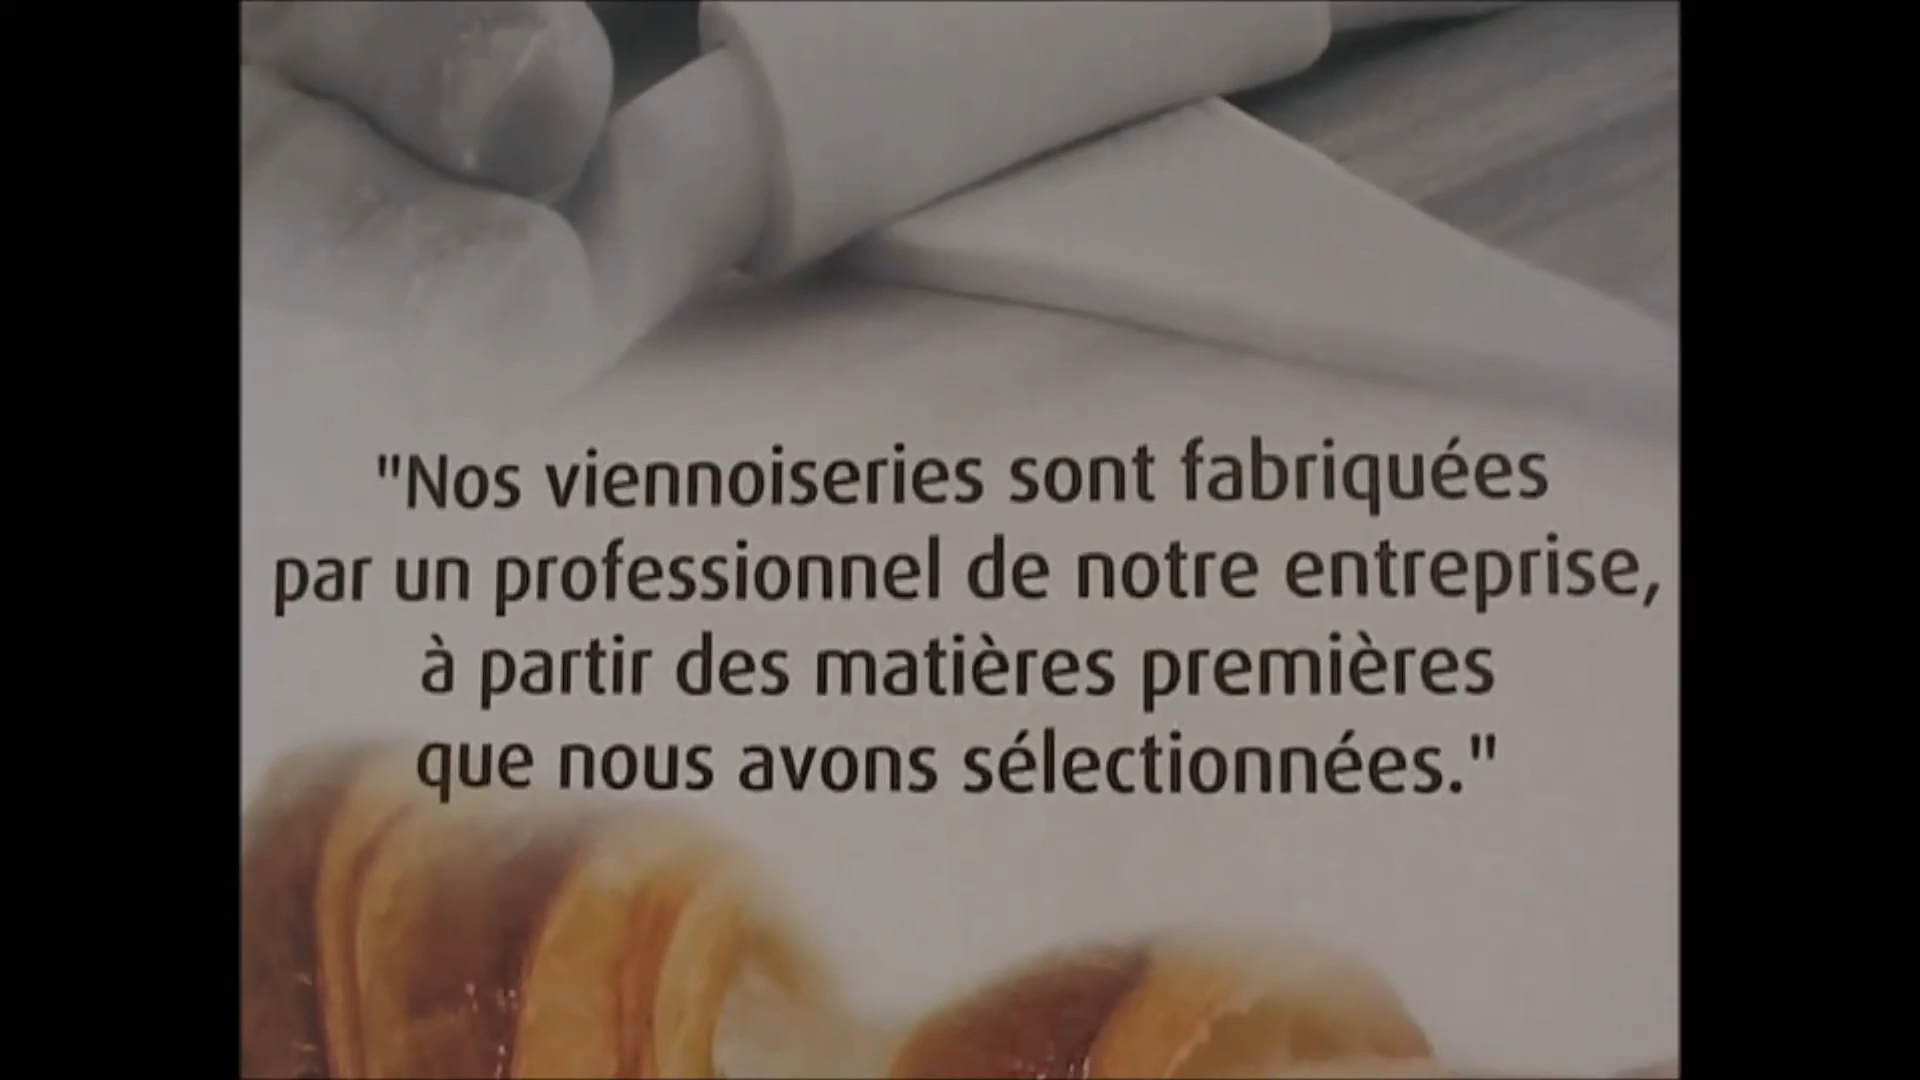 "Nos viennoiseries sont fabriquées
par un professionnel de notre entreprise,
à partir des matières premières
que nous avons sélectionnées."